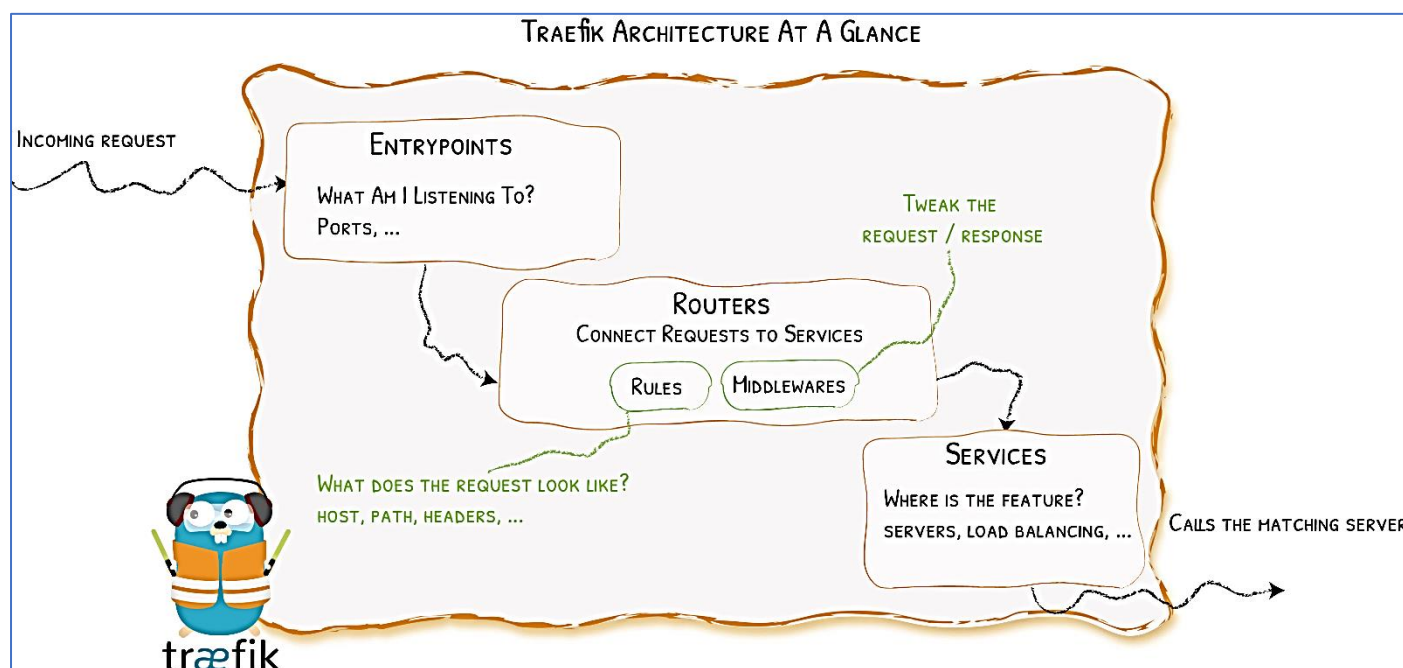 Traefik Architecture At A Glance
Incoming request
Entrypoints
What Am I Listening To?
Ports, ...
Tweak the
request / response
Routers
Connect Requests to Services
Rules
Middlewares
Services
What does the request look like?
host, path, headers, ...
Where is the feature?
servers, load balancing, ...
Calls the matching server
træfik